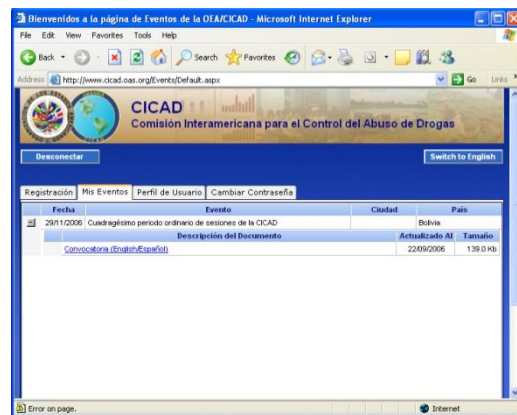 Bienvenidos a la página de Eventos de la OEA/CICAD - Microsoft Internet Explorer
File Edit View Favorites Tools Help
Back Search Favorites
Address http://www.cicad.oas.org/Events/Default.aspx Go Links
CICAD
Comisión Interamericana para el Control del Abuso de Drogas
Desconectar Switch to English
Registración Mis Eventos Perfil de Usuario Cambiar Contraseña
Fecha Evento Ciudad País
29/11/2006 Cuadragésimo periodo ordinario de sesiones de la CICAD Bolivia
Descripción del Documento Actualizado Al Tamaño
Convocatoria (English/Español) 22/09/2006 139.0 Kb
Error on page. Internet